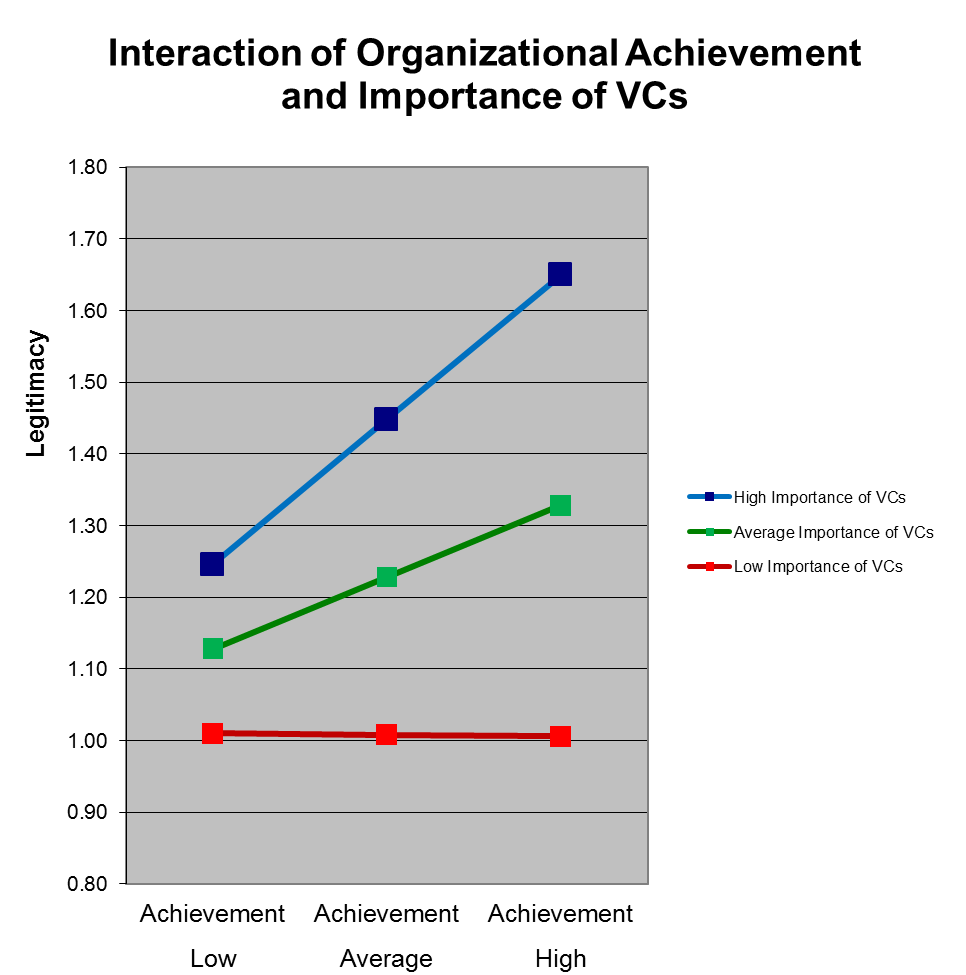 Interaction of Organizational Achievement
and Importance of VCs
1.80
1.70
1.60
1.50
1.40
1.30
1.20
1.10
1.00
0.90
0.80
Legitimacy
High Importance of VCs
Average Importance of VCs
Low Importance of VCs
Achievement Achievement Achievement
Low Average High